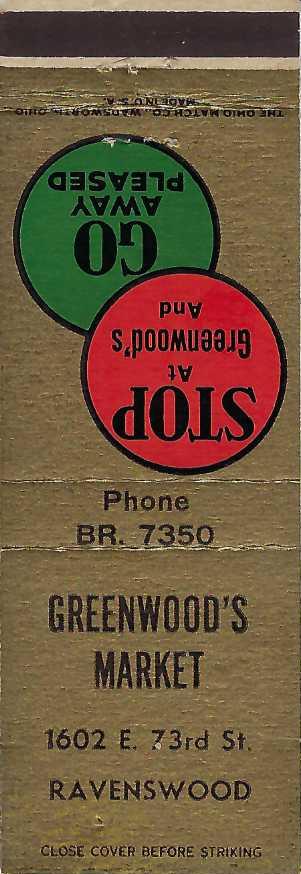 THE OHIO MATCH CO., WADSWORTH, OHIO
MADE IN U.S.A.
STOP
At
Greenwood's
And
GO
AWAY
PLEASED
Phone
BR. 7350
GREENWOOD'S
MARKET
1602 E. 73rd St.
RAVENSWOOD
CLOSE COVER BEFORE STRIKING